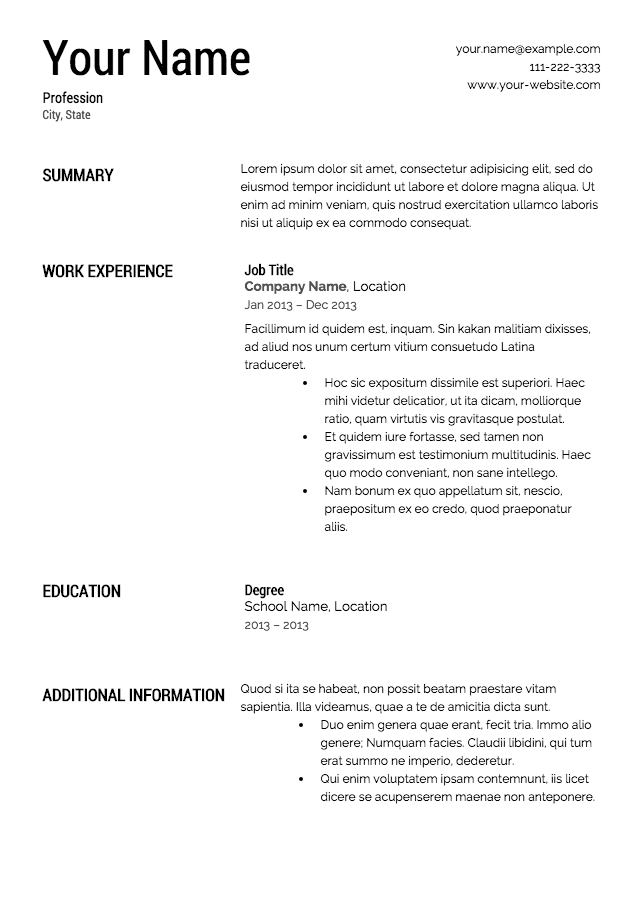 Your Name
Profession
City, State
your.name@example.com
111-222-3333
www.your-website.com
SUMMARY
Lorem ipsum dolor sit amet, consectetur adipisicing elit, sed do
eiusmod tempor incididunt ut labore et dolore magna aliqua. Ut
enim ad minim veniam, quis nostrud exercitation ullamco laboris
nisi ut aliquip ex ea commodo consequat.
WORK EXPERIENCE
Job Title
Company Name, Location
Jan 2013 – Dec 2013
Facillimum id quidem est, inquam. Sin kakan malitiam dixisses,
ad aliud nos unum certum vitium consuetudo Latina
traduceret.
• Hoc sic expositum dissimile est superiori. Haec
mihi videtur delicatior, ut ita dicam, molliorque
ratio, quam virtutis vis gravitasque postulat.
• Et quidem iure fortasse, sed tamen non
gravissimum est testimonium multitudinis. Haec
quo modo conveniant, non sane intellego.
• Nam bonum ex quo appellatum sit, nescio,
praepositum ex eo credo, quod praeponatur
aliis.
EDUCATION
Degree
School Name, Location
2013 – 2013
ADDITIONAL INFORMATION
Quod si ita se habeat, non possit beatam praestare vitam
sapientia. Illa videamus, quae a te de amicitia dicta sunt.
• Duo enim genera quae erant, fecit tria. Immo alio
genere; Numquam facies. Claudii libidini, qui tum
erat summo ne imperio, dederetur.
• Qui enim voluptatem ipsam contemnunt, iis licet
dicere se acupenserem maenae non anteponere.